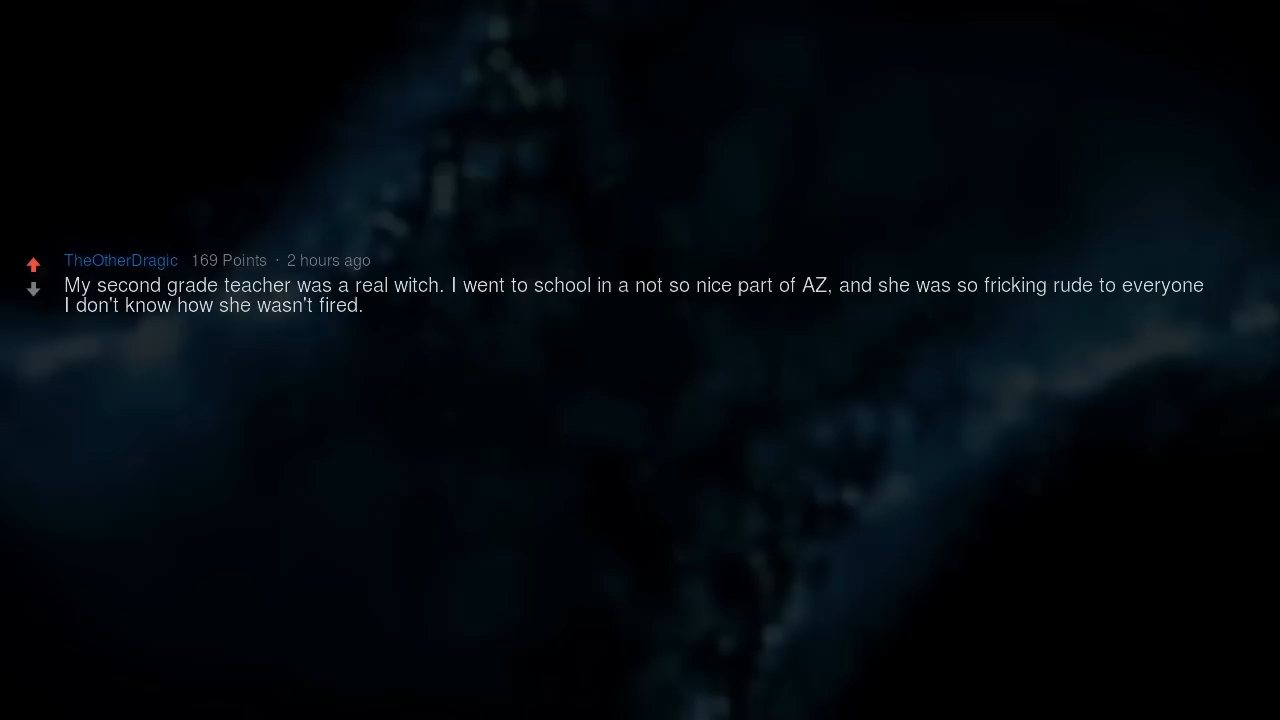 TheOtherDragic 169 Points · 2 hours ago
My second grade teacher was a real witch. I went to school in a not so nice part of AZ, and she was so fricking rude to everyone
I don't know how she wasn't fired.